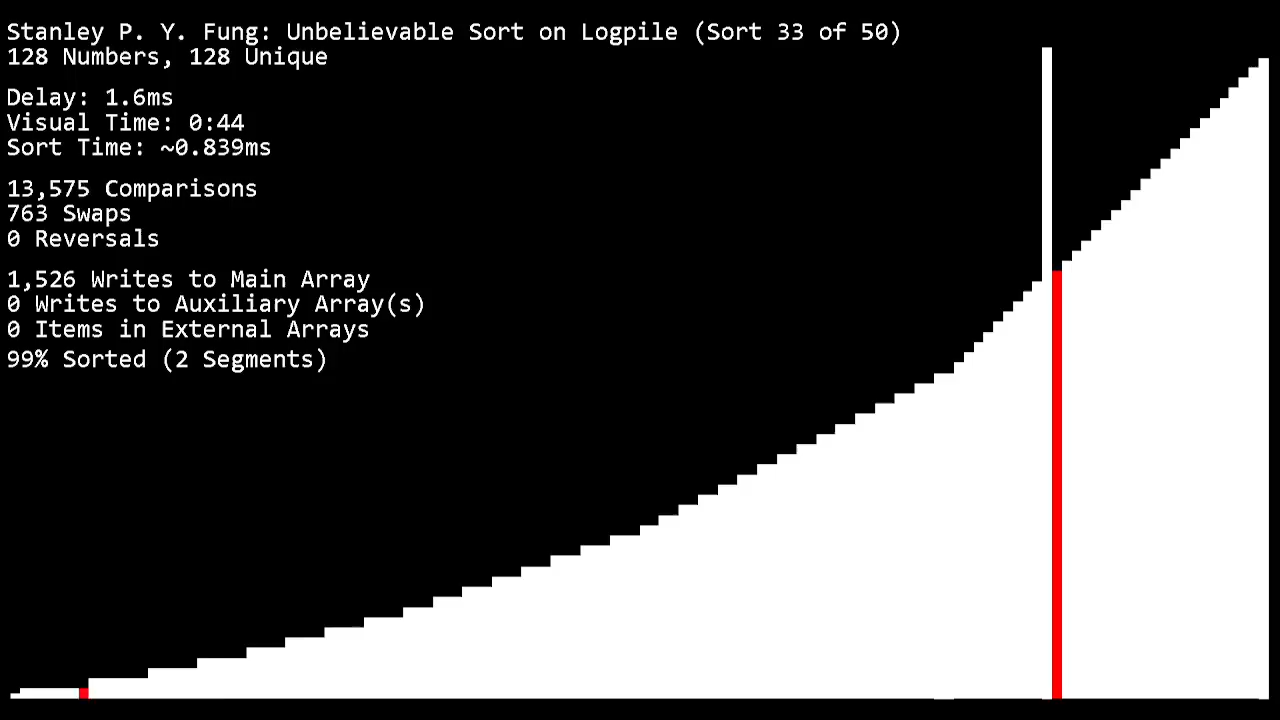 Stanley P. Y. Fung: Unbelievable Sort on Logpile (Sort 33 of 50)
128 Numbers, 128 Unique
Delay: 1.6ms
Visual Time: 0:44
Sort Time: ~0.839ms
13,575 Comparisons
763 Swaps
0 Reversals
1,526 Writes to Main Array
0 Writes to Auxiliary Array(s)
0 Items in External Arrays
99% Sorted (2 Segments)